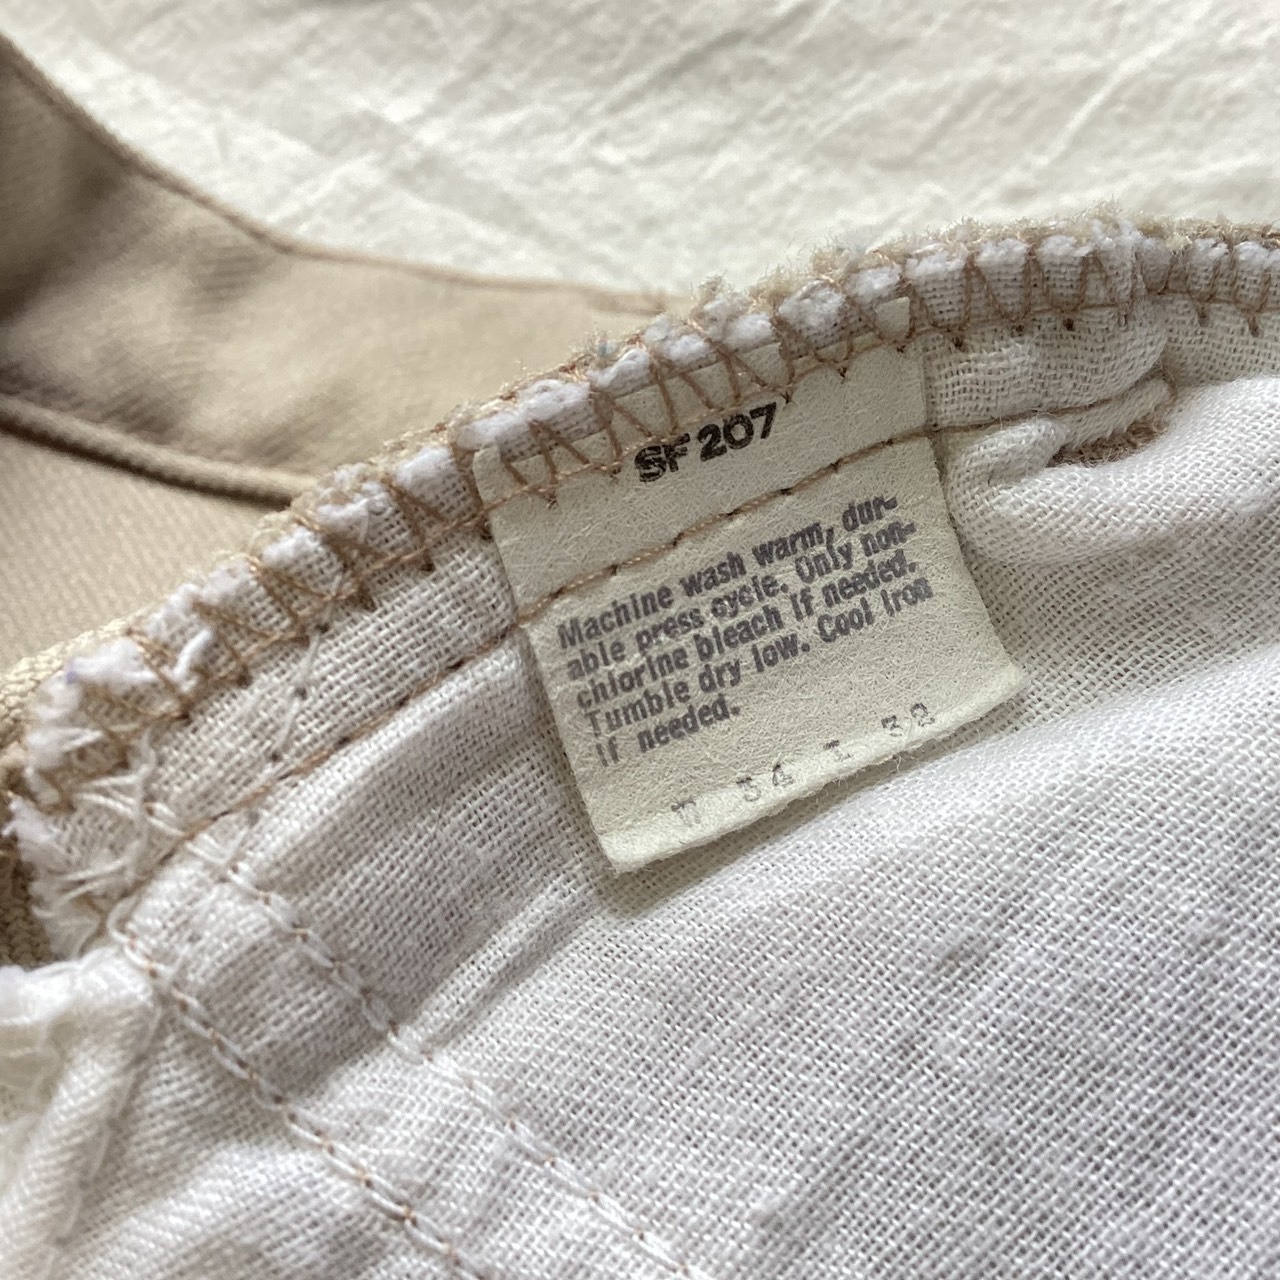 SF 207
Machine wash warm, dur-
able press cycle. Only non-
chlorine bleach if needed.
Tumble dry low. Cool iron
if needed.
34 32